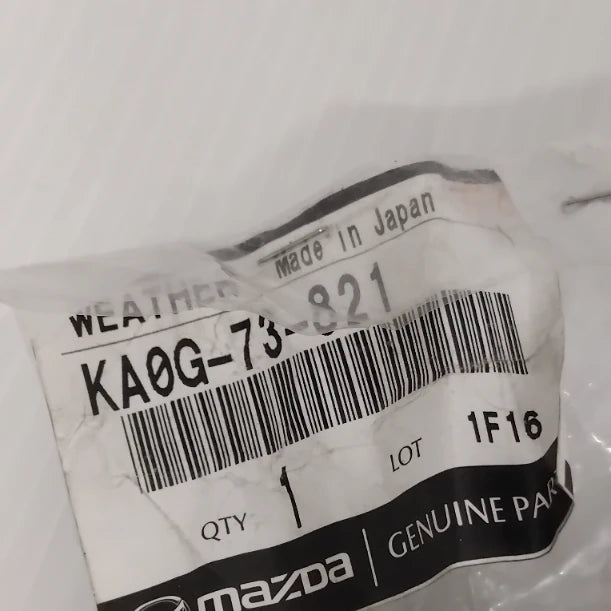 Made in Japan
WEATHER
KA0G-73-821
QTY 1 LOT 1F16
mazda | GENUINE PAR